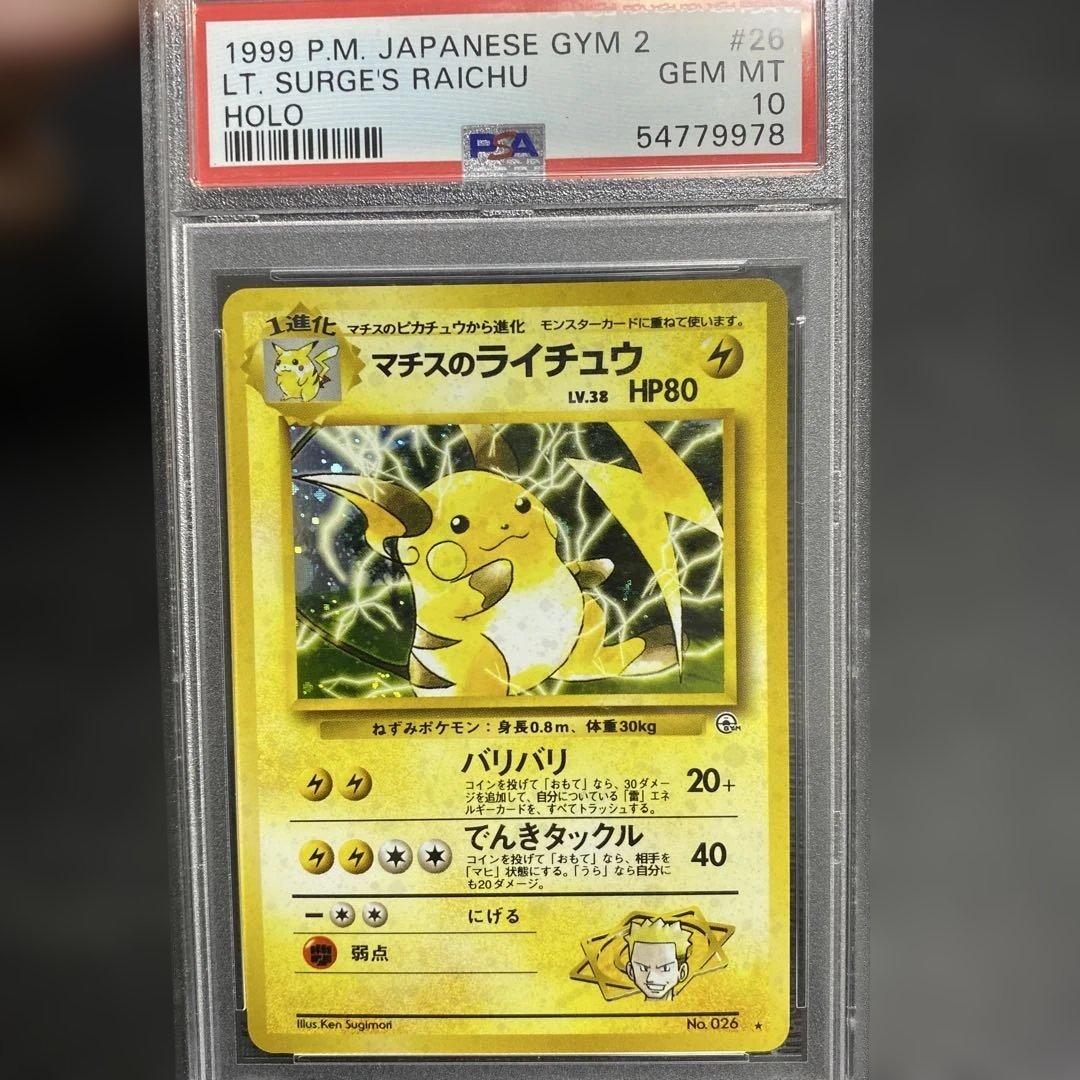 1999 P.M. JAPANESE GYM 2 #26
LT. SURGE'S RAICHU GEM MT
HOLO 10
PSA 54779978
1進化 マチスのピカチュウから進化 モンスターカードに重ねて使います。
マチスのライチュウ
LV.38 HP80
ねずみポケモン：身長0.8m、体重30kg
GYM
バリバリ
コインを投げて「おもて」なら、30ダメー
ジを追加して、自分についている「雷」エネ
ルギーカードを、すべてトラッシュする。
20+
でんきタックル
コインを投げて「おもて」なら、相手を
「マヒ」状態にする。「うら」なら自分に
も20ダメージ。
40
にげる
弱点
Illus.Ken Sugimori No. 026 ★